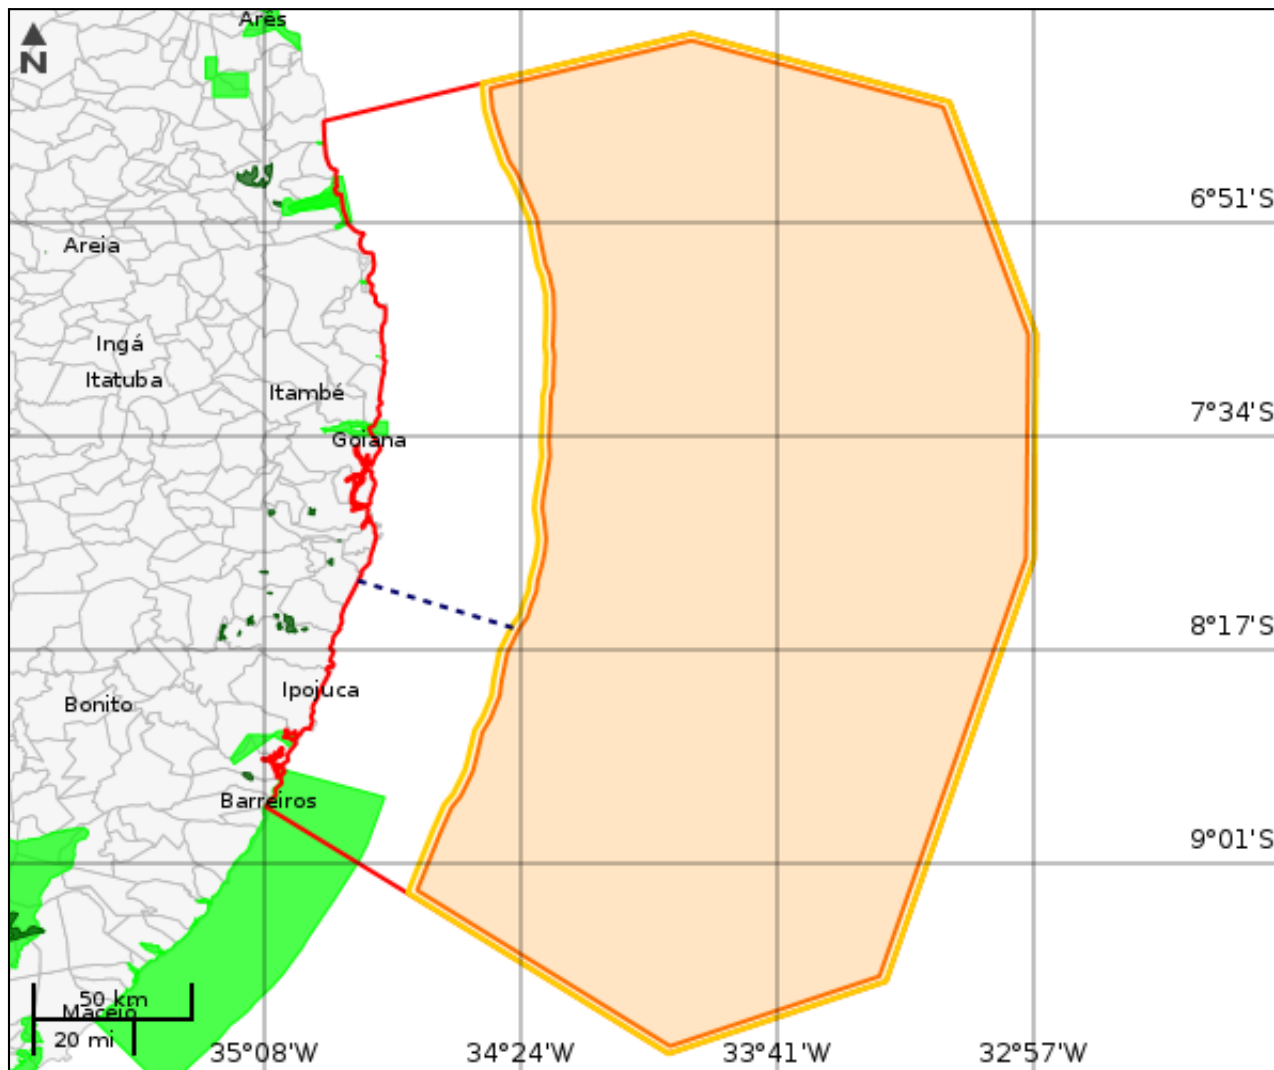 Arês
N
6°51'S
Areia
Ingá
Itatuba
Itambé
7°34'S
Goiana
8°17'S
Ipojuca
Bonito
Barreiros
9°01'S
50 km
Maceió
20 mi
35°08'W
34°24'W
33°41'W
32°57'W